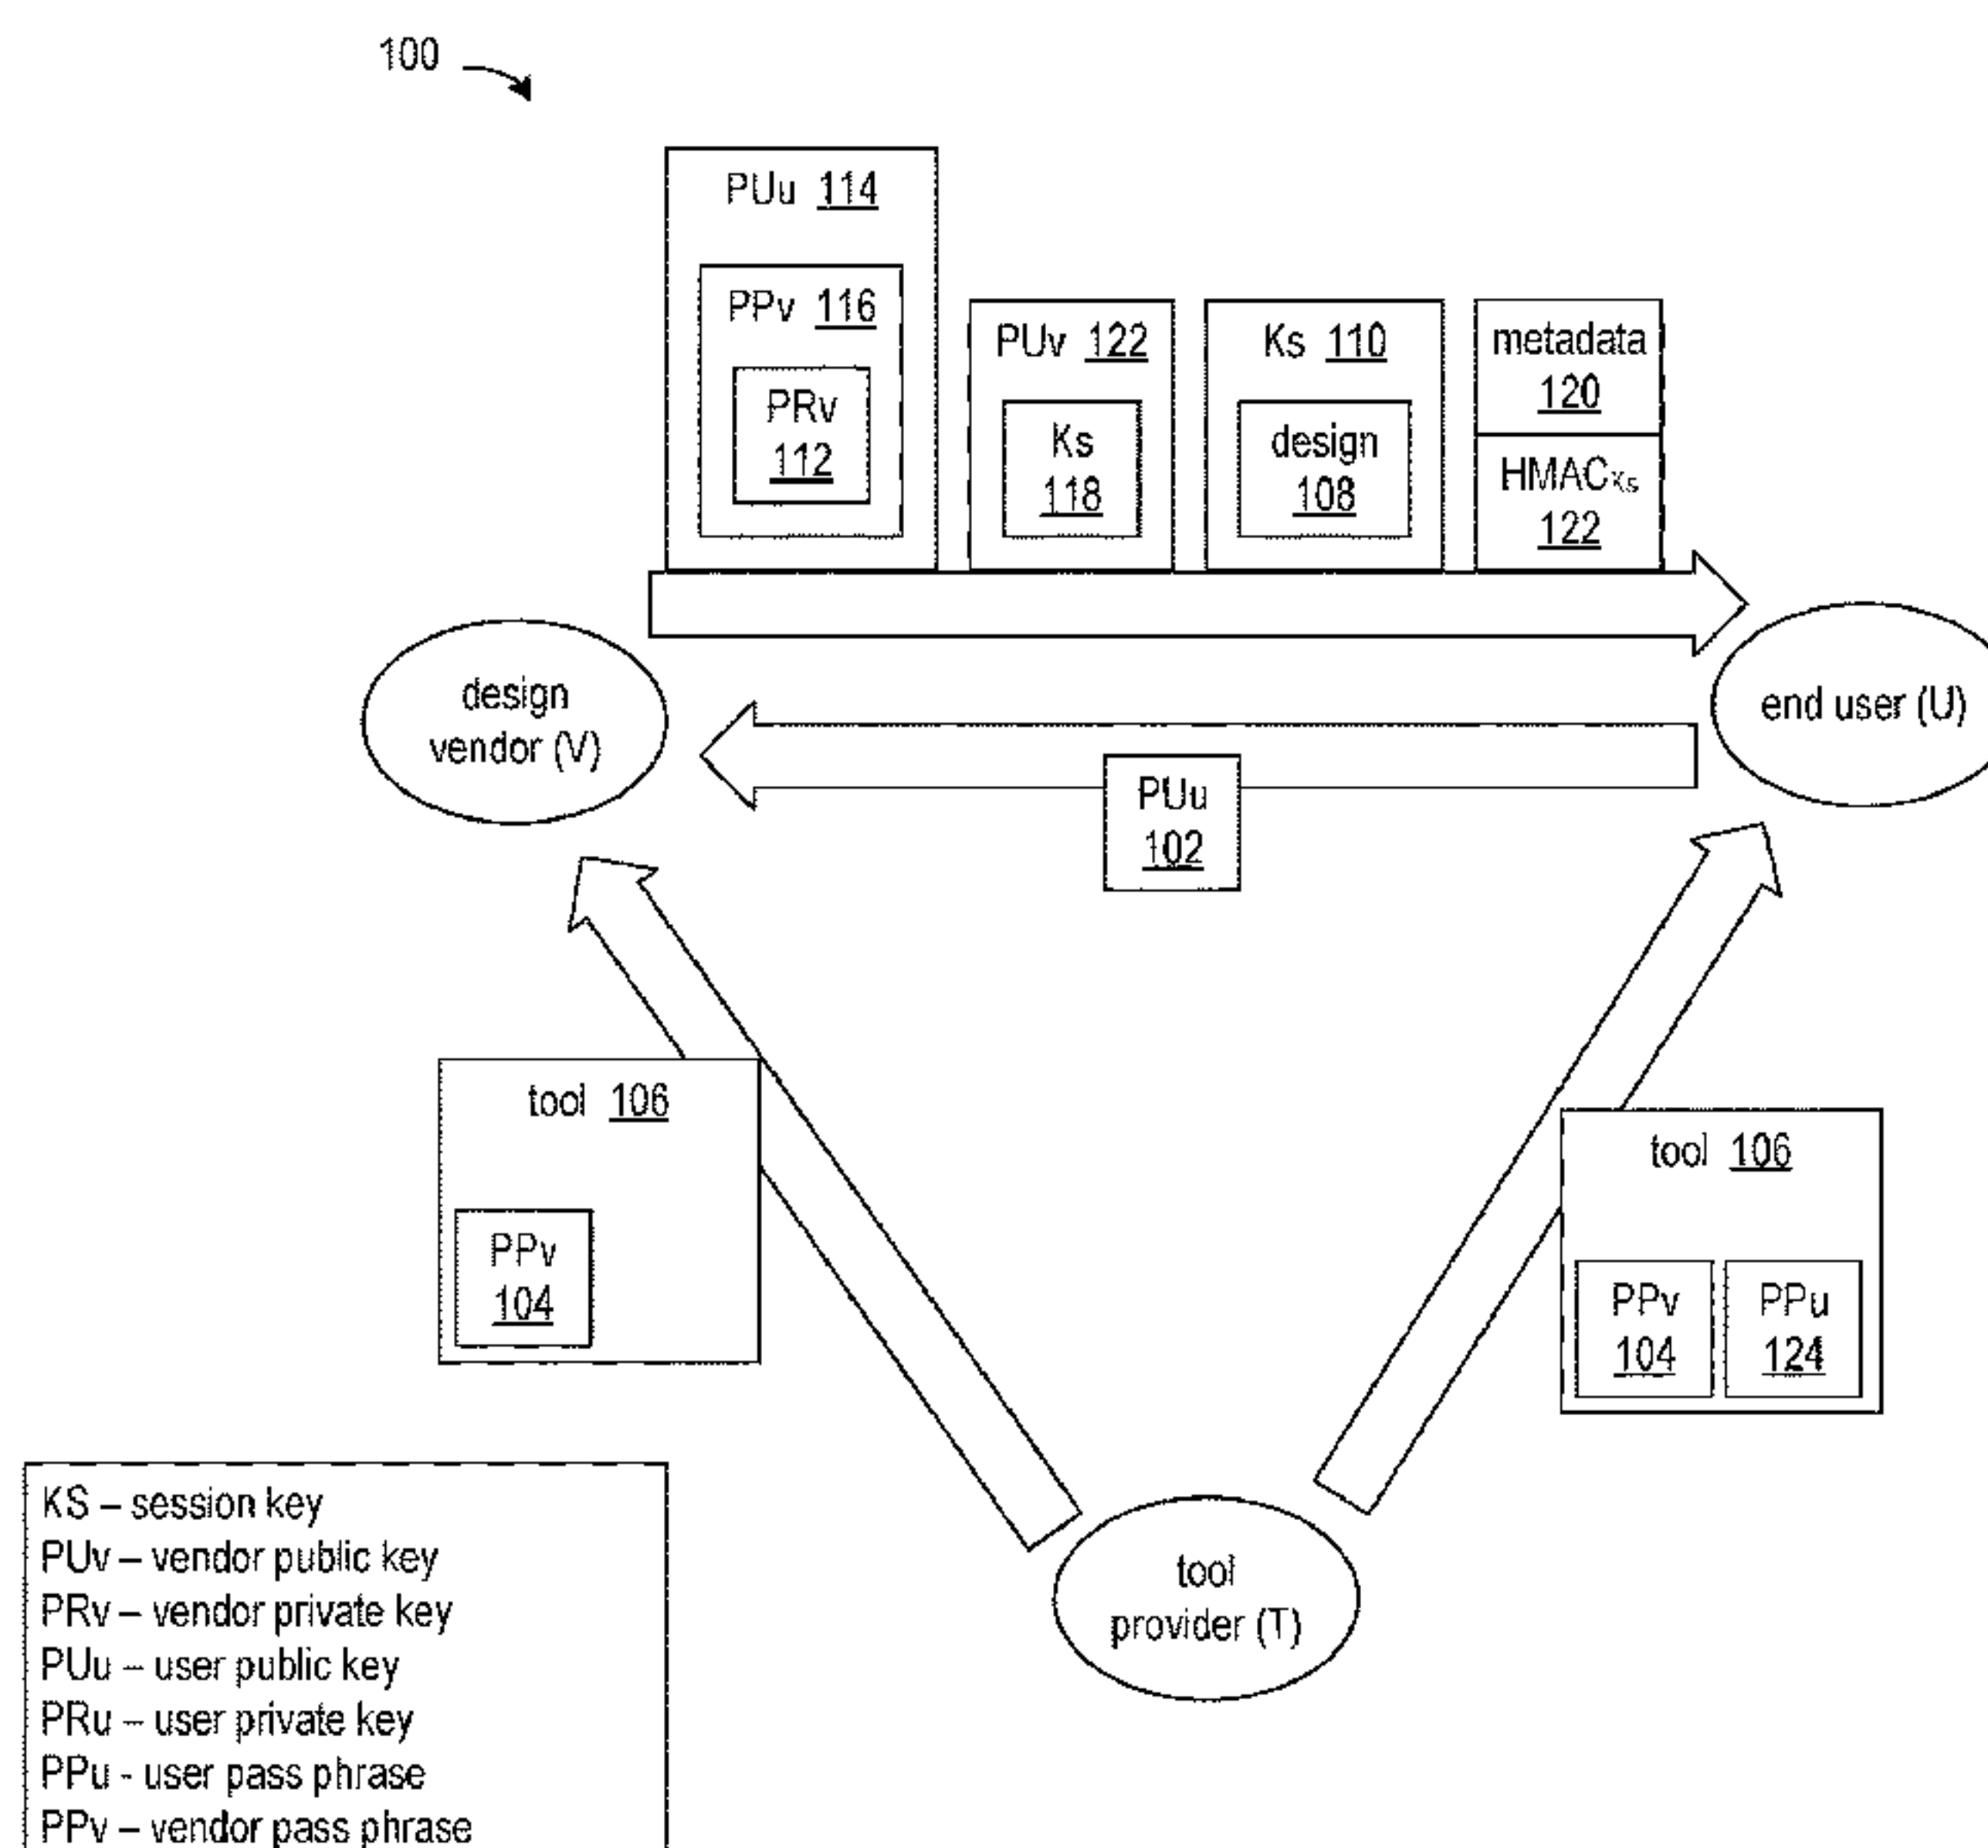 100
PUu 114
PPv 116
PRv
112
PUv 122
Ks
118
Ks 110
design
108
metadata
120
HMACKs
122
design
vendor (V)
end user (U)
PUu
102
tool 106
PPv
104
tool 106
PPv
104
PPu
124
tool
provider (T)
KS – session key
PUv – vendor public key
PRv – vendor private key
PUu – user public key
PRu – user private key
PPu - user pass phrase
PPv – vendor pass phrase